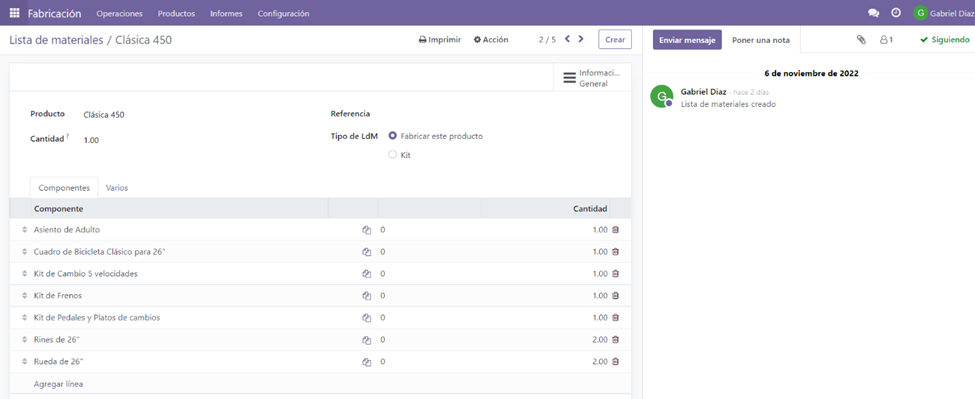 Fabricación Operaciones Productos Informes Configuración G Gabriel Diaz
Lista de materiales / Clásica 450 Imprimir Acción 2 / 5 Crear Enviar mensaje Poner una nota 1 Siguiendo
Informaci...
General
6 de noviembre de 2022
G Gabriel Diaz - hace 2 días
Lista de materiales creado
Producto Clásica 450 Referencia
Cantidad ? 1.00 Tipo de LdM Fabricar este producto
Kit
Componentes Varios
Componente Cantidad
Asiento de Adulto 0 1.00
Cuadro de Bicicleta Clásico para 26" 0 1.00
Kit de Cambio 5 velocidades 0 1.00
Kit de Frenos 0 1.00
Kit de Pedales y Platos de cambios 0 1.00
Rines de 26" 0 2.00
Rueda de 26" 0 2.00
Agregar línea